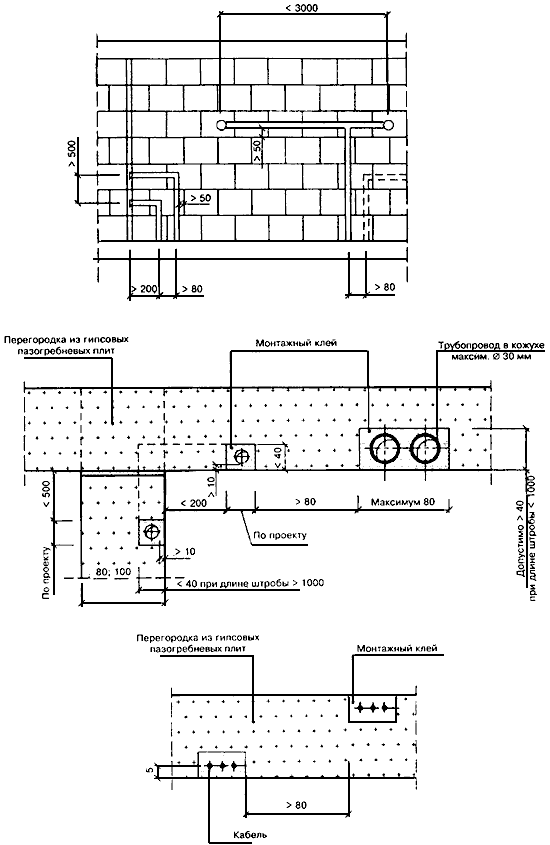 < 3000
> 500
> 50
> 50
> 200
> 80
> 80
Перегородка из гипсовых
пазогребневых плит
Монтажный клей
Трубопровод в кожухе
максим. Ø 30 мм
< 40
> 10
< 500
< 200
> 80
Максимум 80
По проекту
По проекту
> 10
80; 100
< 40 при длине штробы > 1000
Допустимо > 40
при длине штробы < 1000
Перегородка из гипсовых
пазогребневых плит
Монтажный клей
5
> 80
Кабель